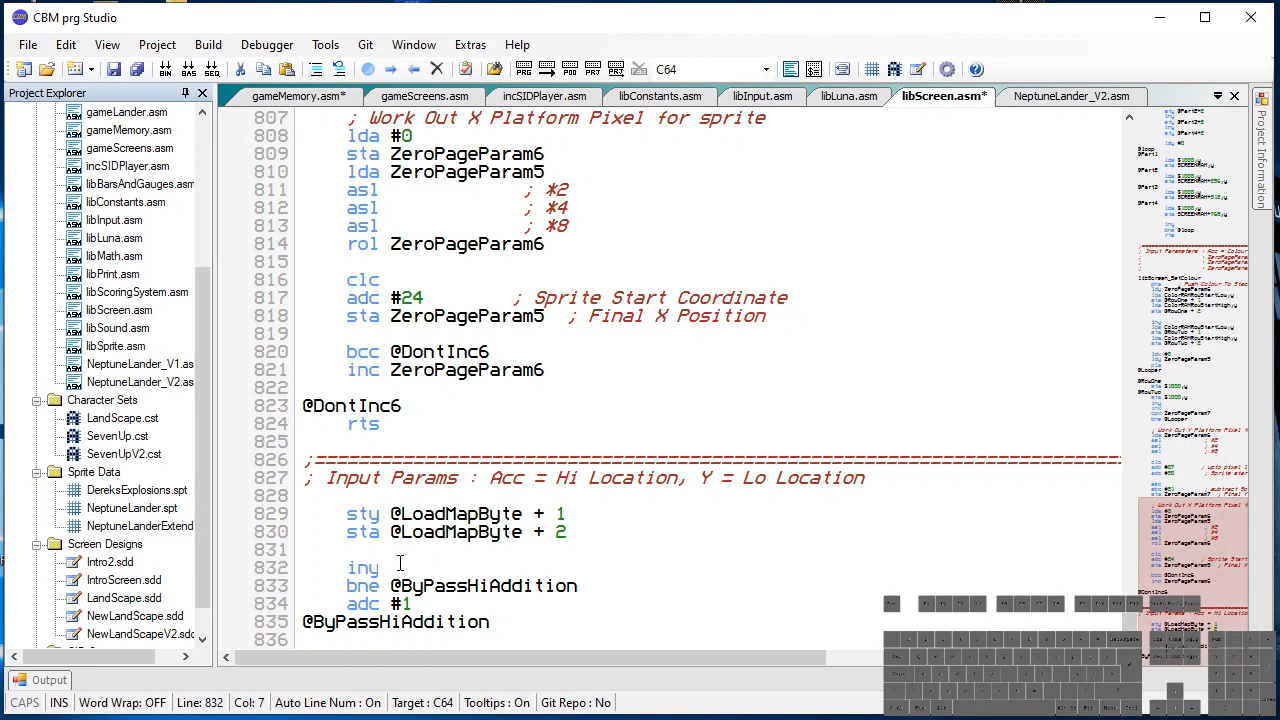 CBM prg Studio
File Edit View Project Build Debugger Tools Git Window Extras Help
C64
Project Explorer
gameMemory.asm* gameScreens.asm incSIDPlayer.asm libConstants.asm libInput.asm libLuna.asm libScreen.asm* NeptuneLander_V2.asm
gameLander.asm
gameMemory.asm
gameScreens.asm
incSIDPlayer.asm
libBarsAndGauges.asm
libConstants.asm
libInput.asm
libLuna.asm
libMath.asm
libPrint.asm
libScoringSystem.asm
libScreen.asm
libSound.asm
libSprite.asm
NeptuneLander_V1.as
NeptuneLander_V2.as
Character Sets
LandScape.cst
SevenUp.cst
SevenUpV2.cst
Sprite Data
DereksExplosions.spt
Neptunelander.spt
NeptuneLanderExtend
Screen Designs
Intro2.sdd
IntroScreen.sdd
LandScape.sdd
NewLandScape.sdd
NewLandScapeV2.sdd
807 ; Work Out X Platform Pixel for sprite
808 lda #0
809 sta ZeroPageParam6
810 lda ZeroPageParam5
811 asl ; *2
812 asl ; *4
813 asl ; *8
814 rol ZeroPageParam6
815
816 clc
817 adc #24 ; Sprite Start Coordinate
818 sta ZeroPageParam5 ; Final X Position
819
820 bcc @DontInc6
821 inc ZeroPageParam6
822
823 @DontInc6
824 rts
825
826 ;==========================================================================
827 ; Input Params : Acc = Hi Location, Y = Lo Location
828
829 sty @LoadMapByte + 1
830 sta @LoadMapByte + 2
831
832 iny
833 bne @ByPassHiAddition
834 adc #1
835 @ByPassHiAddition
836
Project Information
Output
CAPS Word Wrap: OFF Line: 832 Col: 7 Auto Line Num : On Target : C64 Tooltips : On Git Repo : No